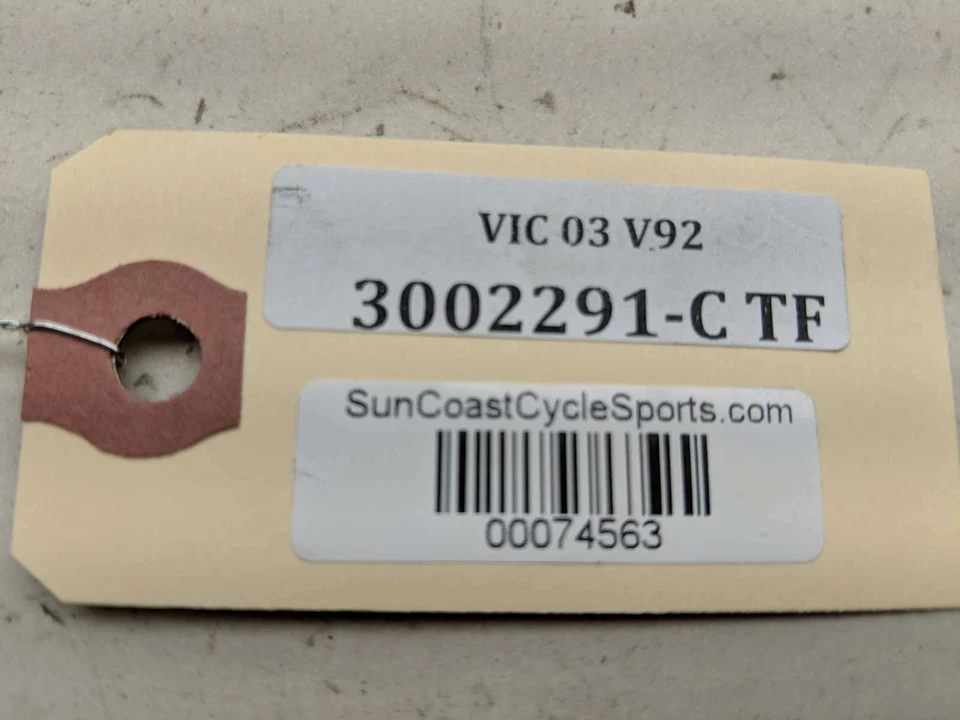 VIC 03 V92
3002291-C TF
SunCoastCycleSports.com
00074563